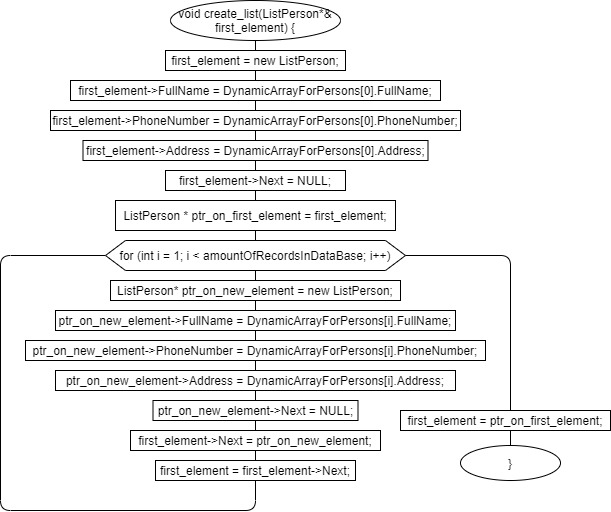 void create_list(ListPerson*&
first_element) {
first_element = new ListPerson;
first_element->FullName = DynamicArrayForPersons[0].FullName;
first_element->PhoneNumber = DynamicArrayForPersons[0].PhoneNumber;
first_element->Address = DynamicArrayForPersons[0].Address;
first_element->Next = NULL;
ListPerson * ptr_on_first_element = first_element;
for (int i = 1; i < amountOfRecordsInDataBase; i++)
ListPerson* ptr_on_new_element = new ListPerson;
ptr_on_new_element->FullName = DynamicArrayForPersons[i].FullName;
ptr_on_new_element->PhoneNumber = DynamicArrayForPersons[i].PhoneNumber;
ptr_on_new_element->Address = DynamicArrayForPersons[i].Address;
ptr_on_new_element->Next = NULL;
first_element->Next = ptr_on_new_element;
first_element = first_element->Next;
first_element = ptr_on_first_element;
}